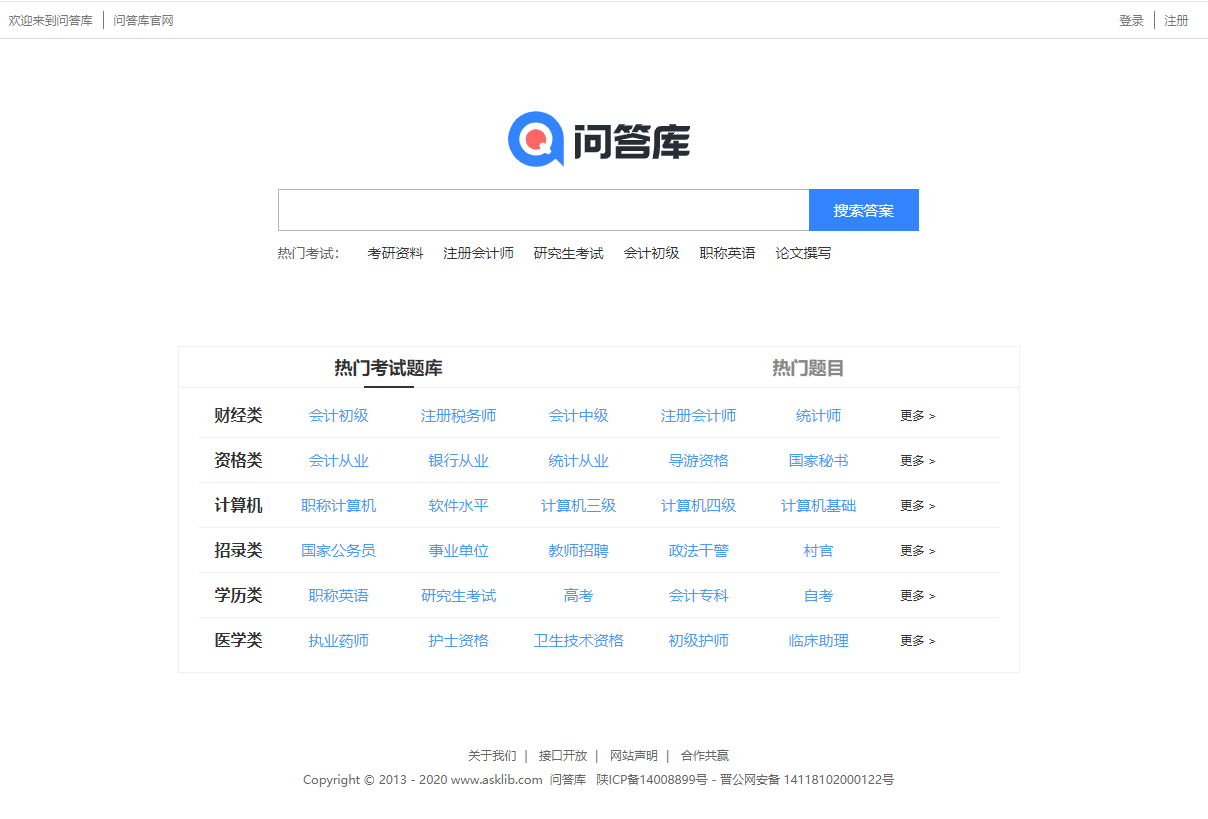 欢迎来到问答库 | 问答库官网 登录 | 注册
问答库
搜索答案
热门考试： 考研资料 注册会计师 研究生考试 会计初级 职称英语 论文撰写
热门考试题库 热门题目
财经类 会计初级 注册税务师 会计中级 注册会计师 统计师 更多 >
资格类 会计从业 银行从业 统计从业 导游资格 国家秘书 更多 >
计算机 职称计算机 软件水平 计算机三级 计算机四级 计算机基础 更多 >
招录类 国家公务员 事业单位 教师招聘 政法干警 村官 更多 >
学历类 职称英语 研究生考试 高考 会计专科 自考 更多 >
医学类 执业药师 护士资格 卫生技术资格 初级护师 临床助理 更多 >
关于我们 | 接口开放 | 网站声明 | 合作共赢
Copyright © 2013 - 2020 www.asklib.com 问答库 陕ICP备14008899号 - 晋公网安备 14118102000122号